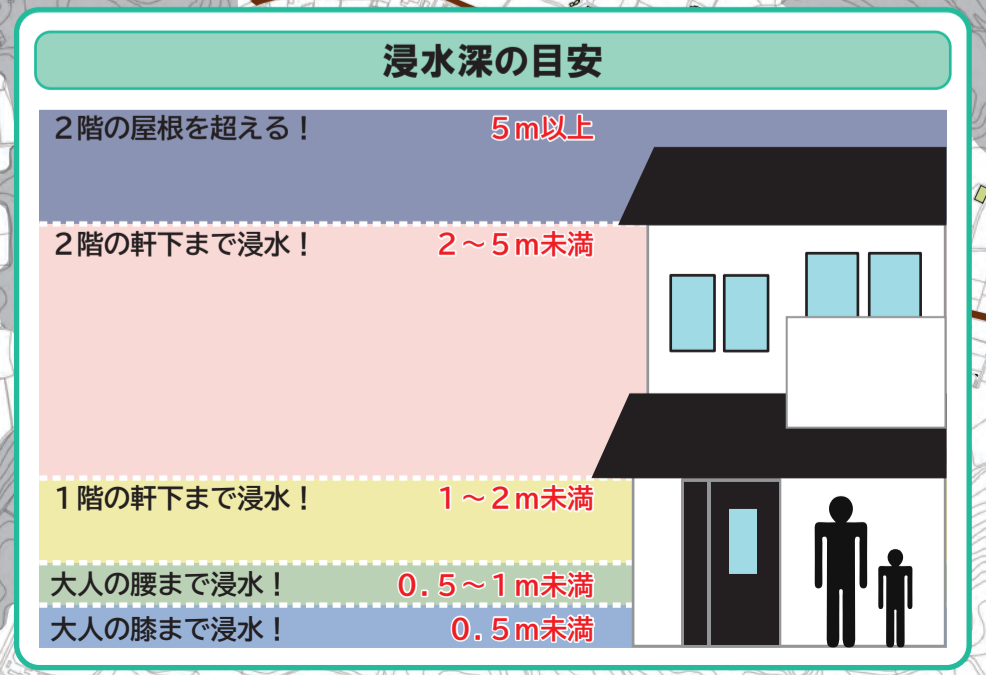 浸水深の目安
２階の屋根を超える！ ５ｍ以上
２階の軒下まで浸水！ ２～５ｍ未満
１階の軒下まで浸水！ １～２ｍ未満
大人の腰まで浸水！ ０．５～１ｍ未満
大人の膝まで浸水！ ０．５ｍ未満